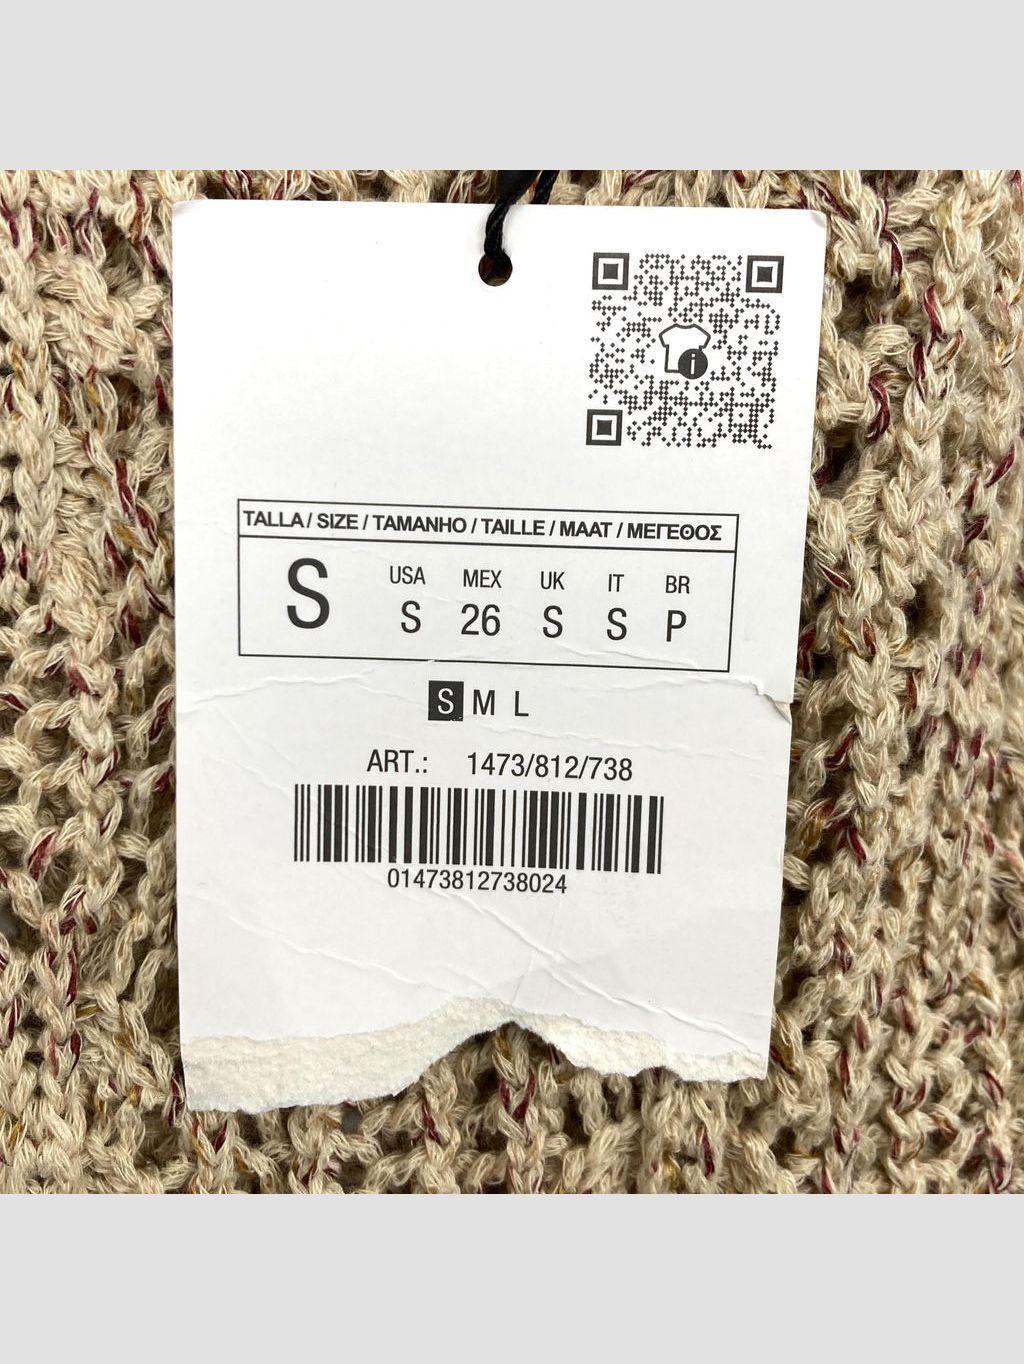 i
TALLA / SIZE / TAMANHO / TAILLE / MAAT / ΜΕΓΕΘΟΣ
S
USA MEX UK IT BR
S 26 S S P
S M L
ART.: 1473/812/738
01473812738024